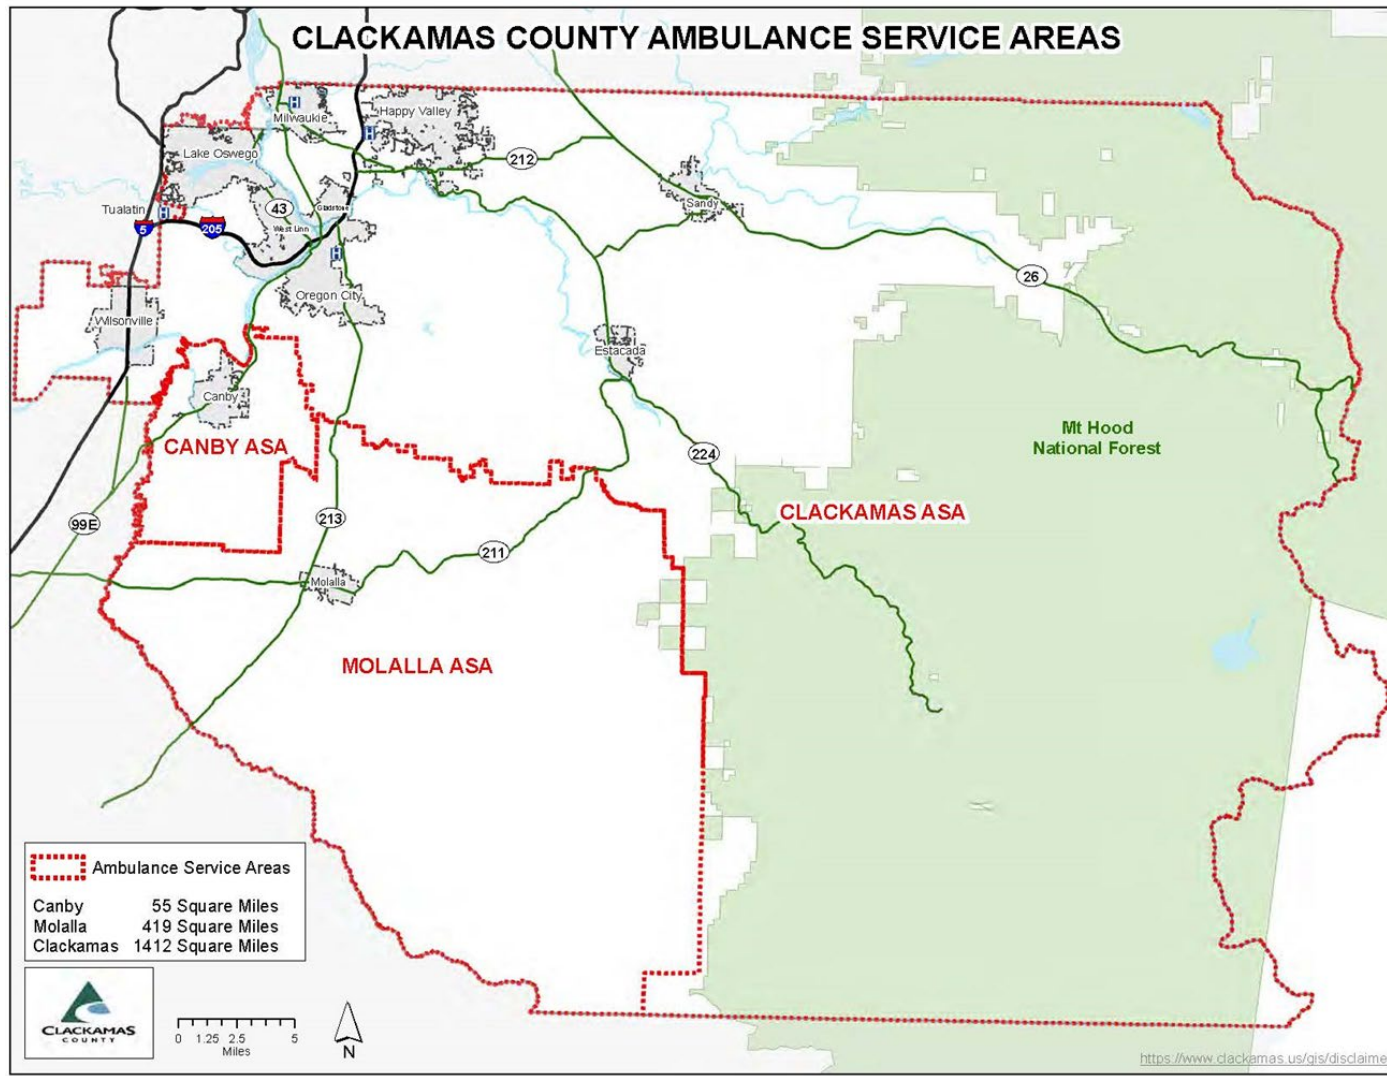 CLACKAMAS COUNTY AMBULANCE SERVICE AREAS
H
Milwaukie
Happy Valley
H
Lake Oswego
212
Sandy
Tualatin
H
43
Gladstone
5
205
West Linn
H
26
Oregon City
Wilsonville
Estacada
Canby
Mt Hood
National Forest
CANBY ASA
224
CLACKAMAS ASA
99E
213
211
Molalla
MOLALLA ASA
Ambulance Service Areas
Canby 55 Square Miles
Molalla 419 Square Miles
Clackamas 1412 Square Miles
CLACKAMAS
COUNTY
0 1.25 2.5 5
Miles
N
https://www.clackamas.us/gis/disclaime